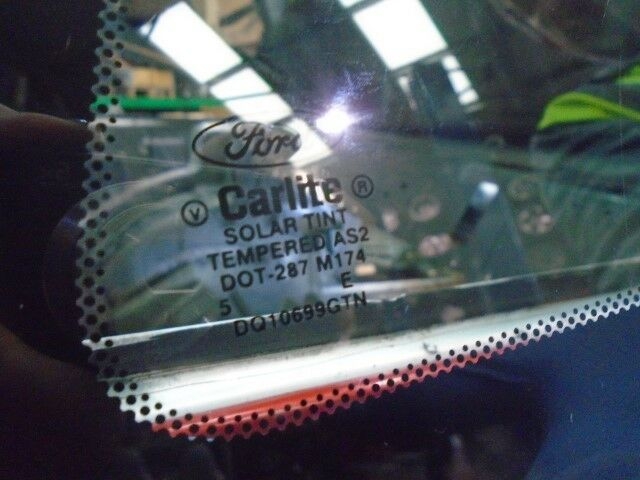 Ford
V Carlite ®
SOLAR TINT
TEMPERED AS2
DOT-287 M174
5 E
DQ10699GTN